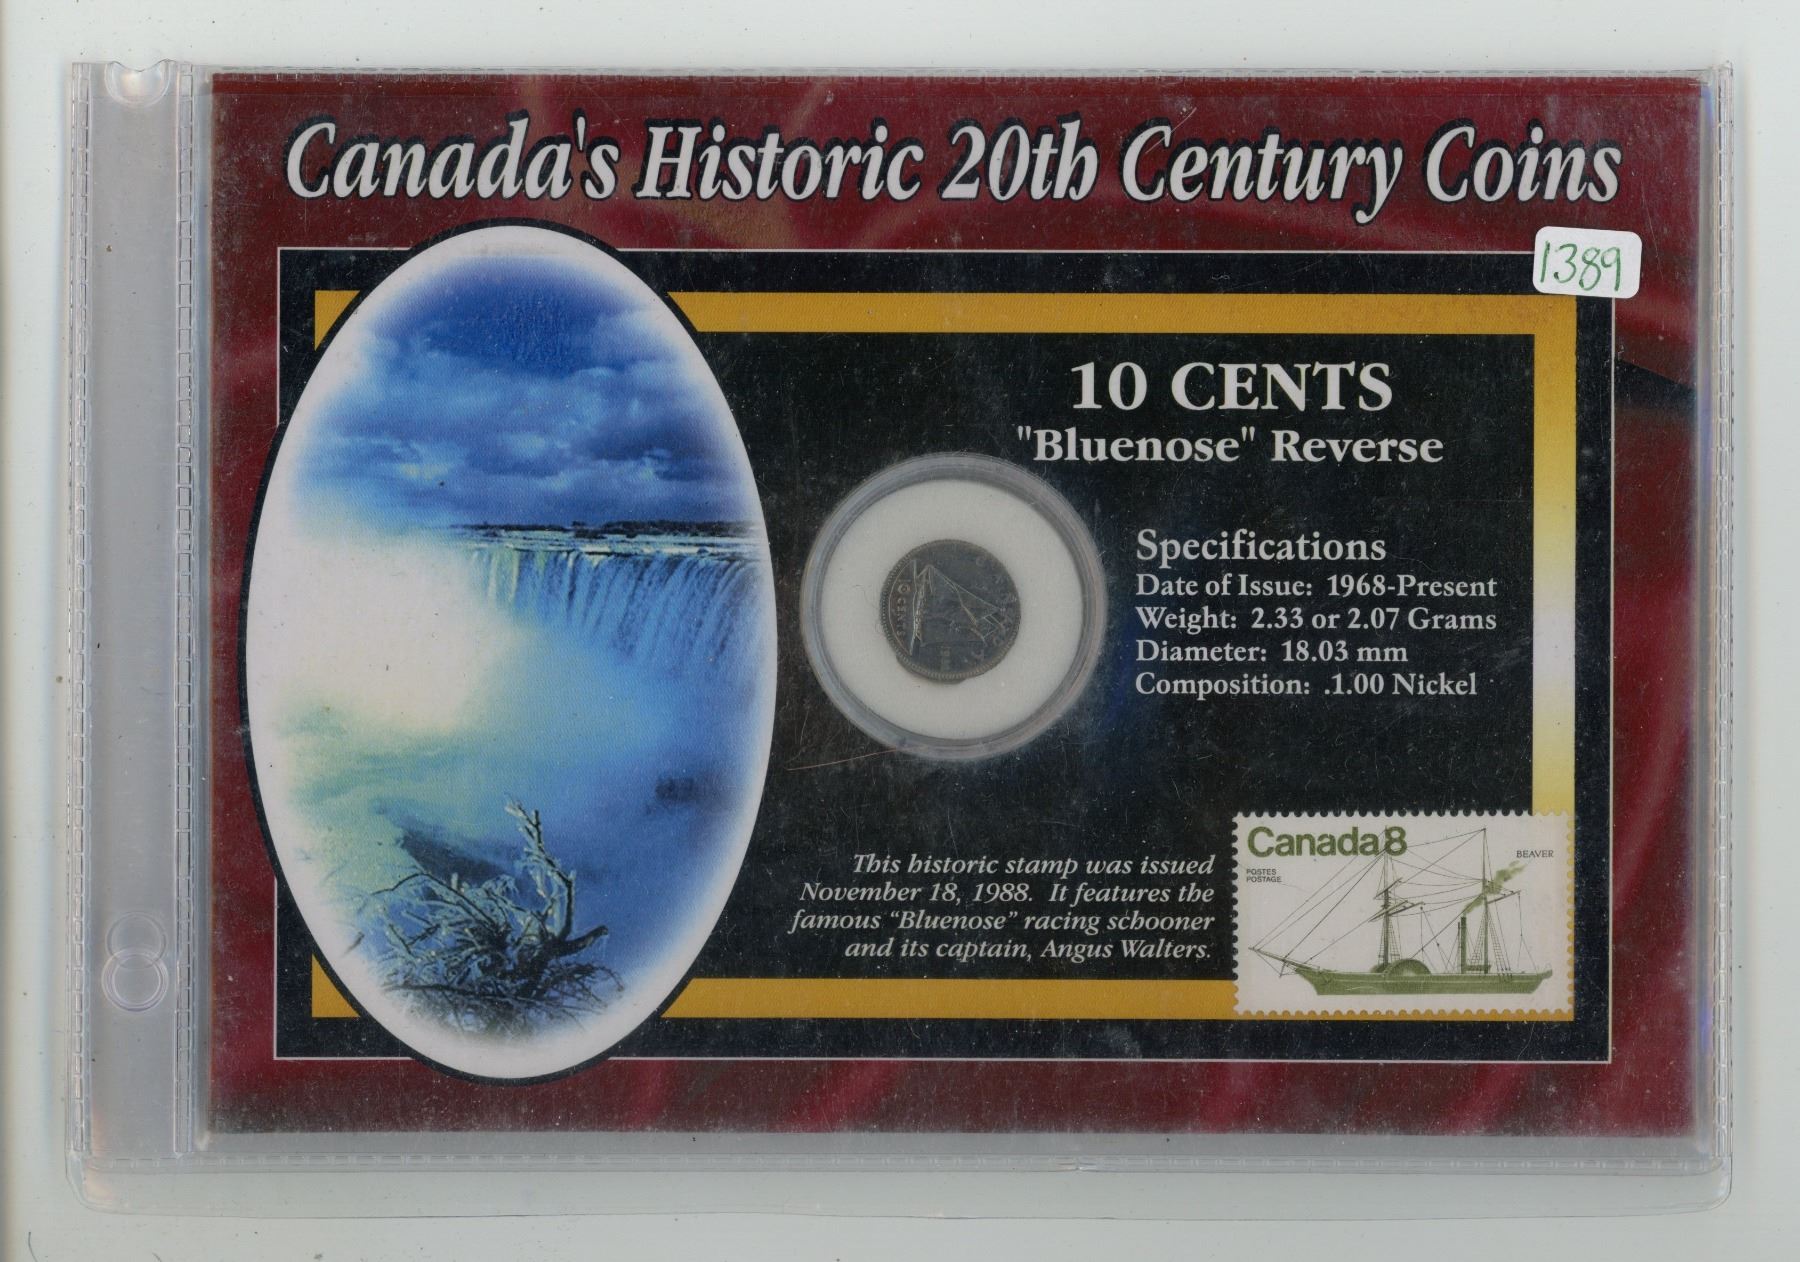 Canada's Historic 20th Century Coins
1389
10 CENTS
"Bluenose" Reverse
Specifications
Date of Issue: 1968-Present
Weight: 2.33 or 2.07 Grams
Diameter: 18.03 mm
Composition: .1.00 Nickel
10 CENTS
This historic stamp was issued
November 18, 1988. It features the
famous “Bluenose” racing schooner
and its captain, Angus Walters.
Canada 8
BEAVER
POSTES
POSTAGE